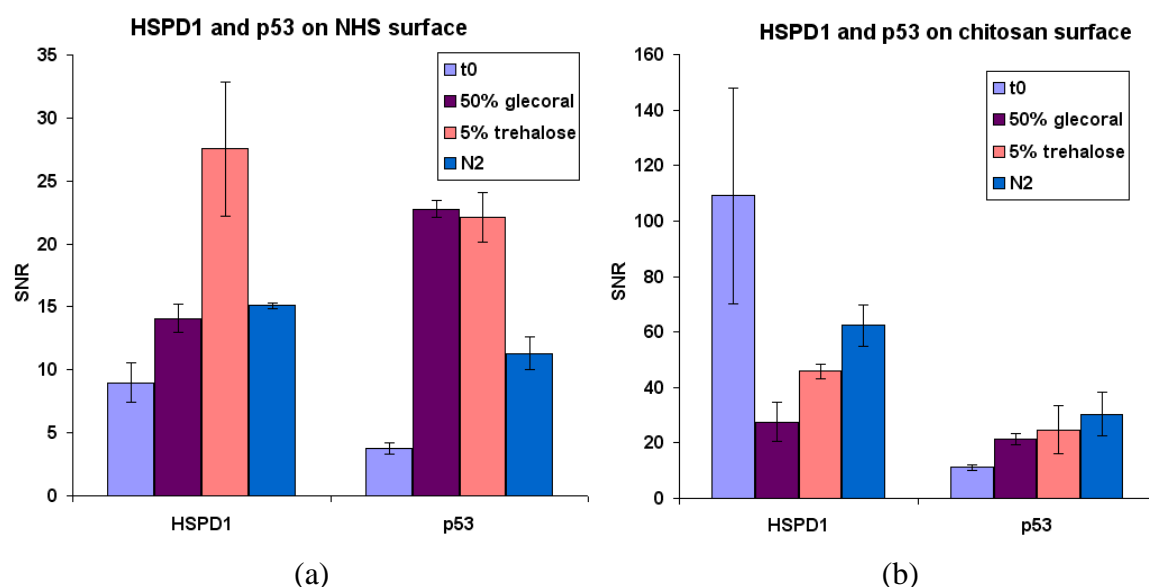 HSPD1 and p53 on NHS surface
35
30
25
20
15
10
5
0
SNR
t0
50% glecoral
5% trehalose
N2
HSPD1
p53
(a)
HSPD1 and p53 on chitosan surface
160
140
120
100
80
60
40
20
0
SNR
t0
50% glecoral
5% trehalose
N2
HSPD1
p53
(b)